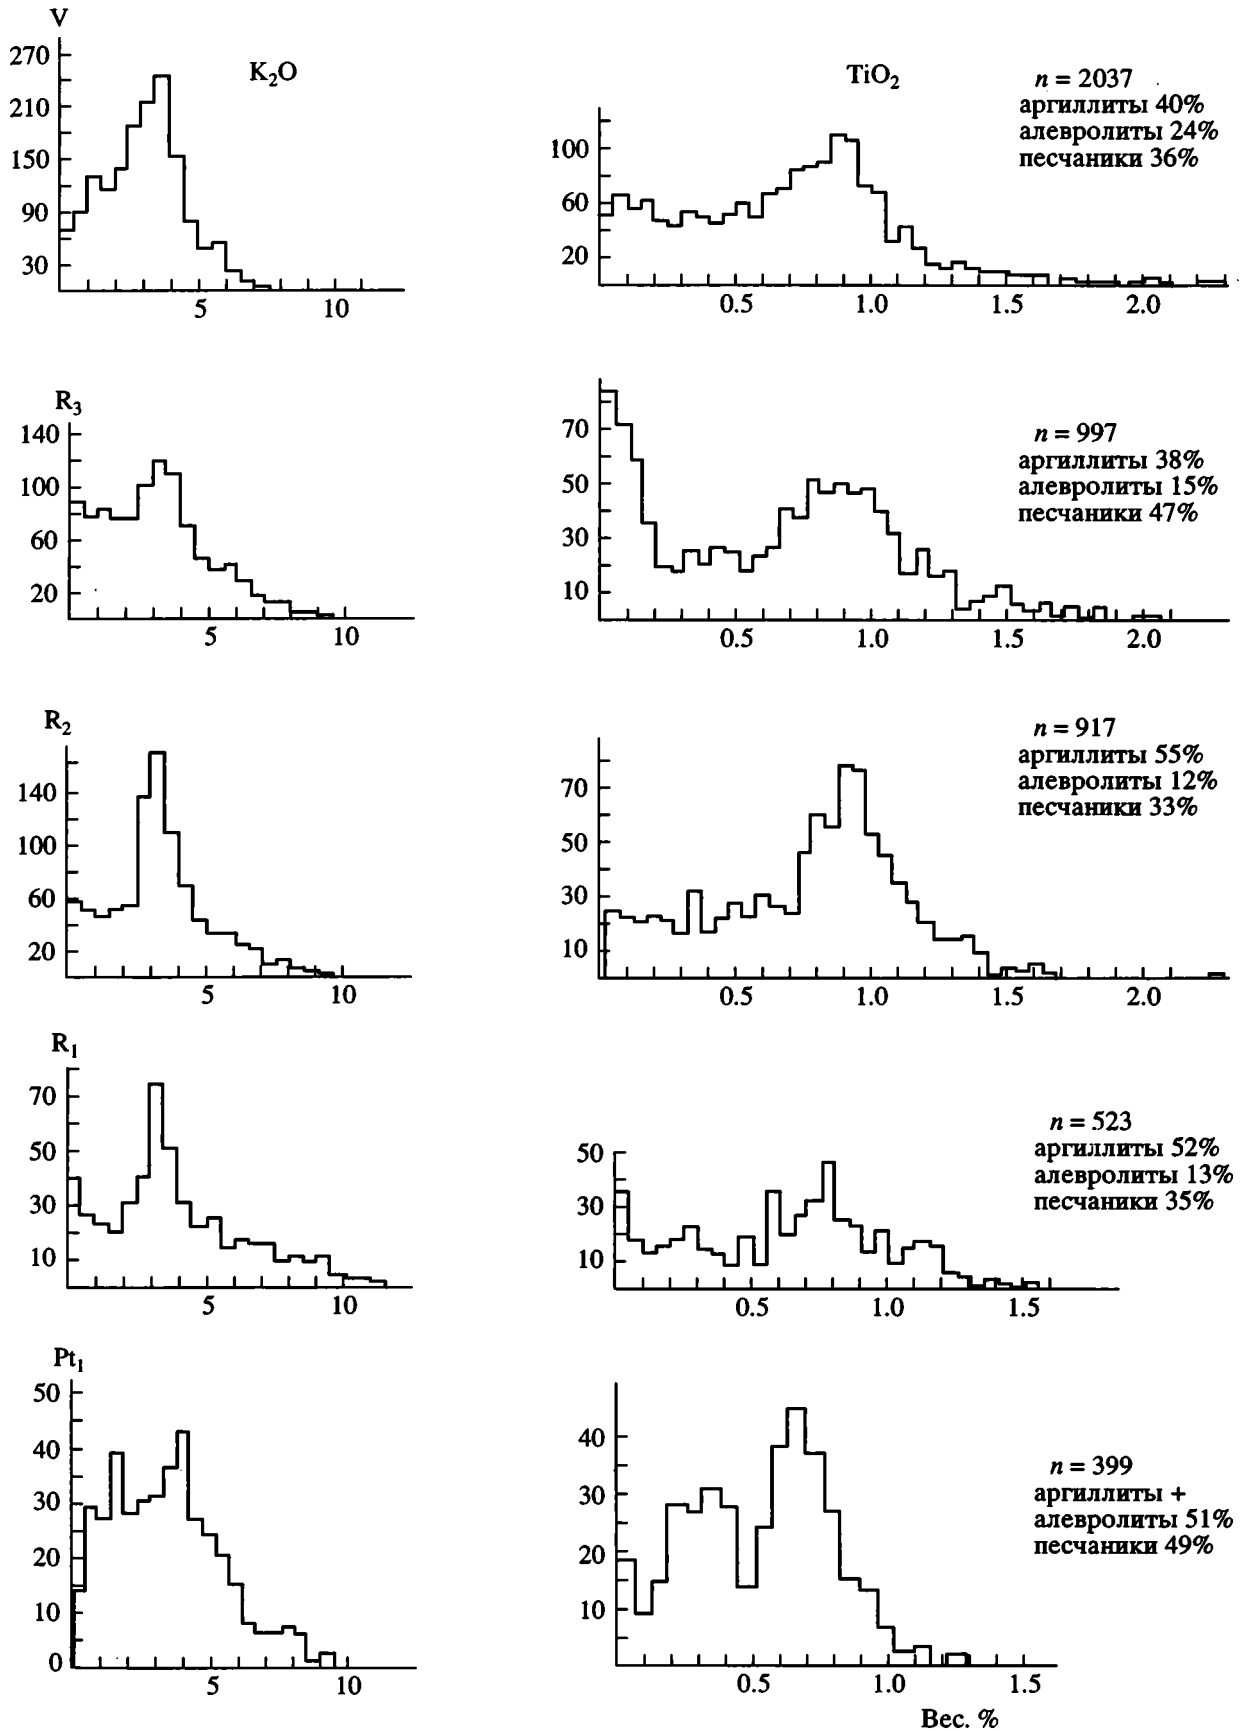 V
K₂O
270
210
150
90
30
5 10
TiO₂
n = 2037
аргиллиты 40%
алевролиты 24%
песчаники 36%
100
60
20
0.5 1.0 1.5 2.0
R₃
140
100
60
20
5 10
n = 997
аргиллиты 38%
алевролиты 15%
песчаники 47%
70
50
30
10
0.5 1.0 1.5 2.0
R₂
140
100
60
20
5 10
n = 917
аргиллиты 55%
алевролиты 12%
песчаники 33%
70
50
30
10
0.5 1.0 1.5 2.0
R₁
70
50
30
10
5 10
n = 523
аргиллиты 52%
алевролиты 13%
песчаники 35%
50
30
10
0.5 1.0 1.5
Pt₁
50
40
30
20
10
0
5 10
n = 399
аргиллиты +
алевролиты 51%
песчаники 49%
40
30
20
10
0.5 1.0 1.5
Вес. %